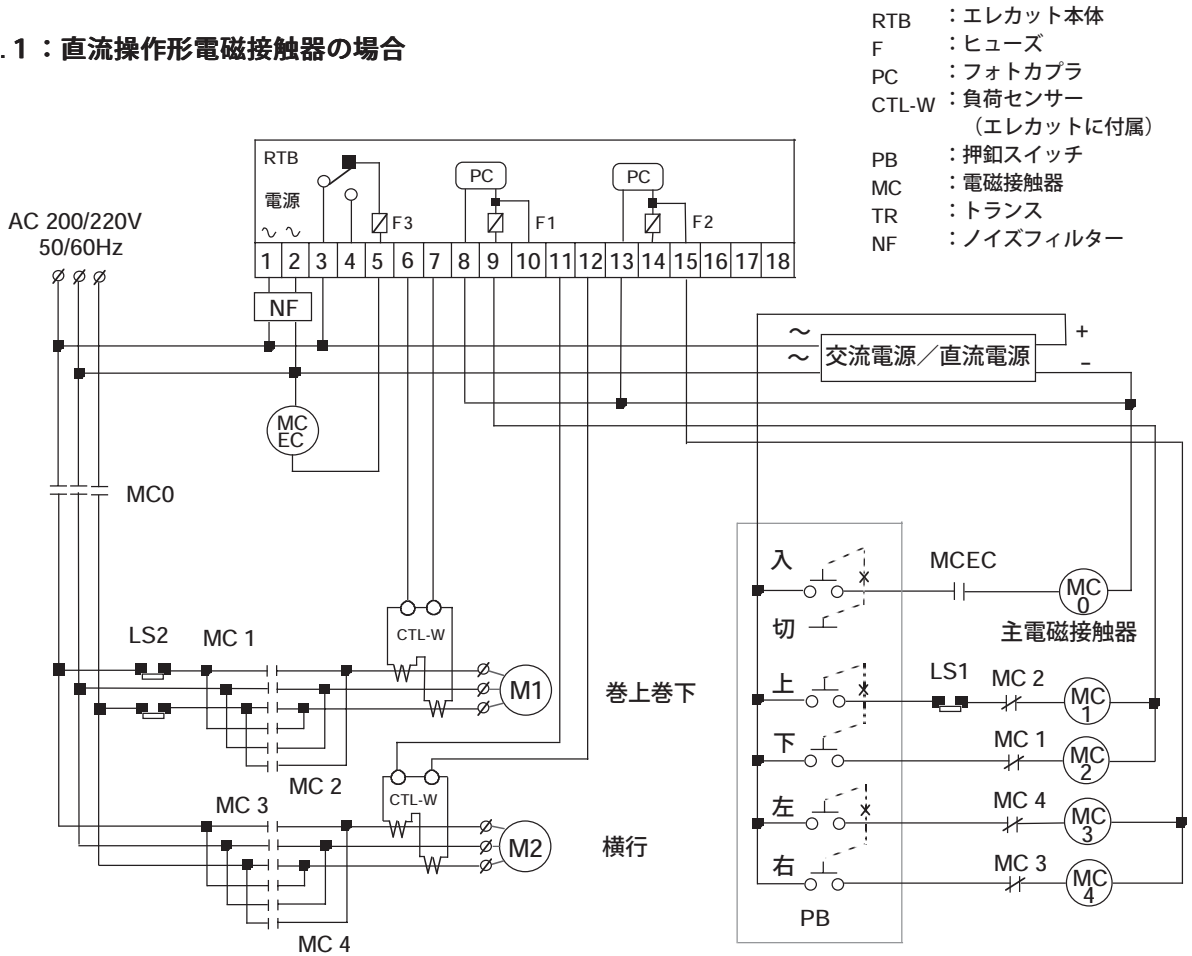 .1：直流操作形電磁接触器の場合
RTB ：エレカット本体
F ：ヒューズ
PC ：フォトカプラ
CTL-W ：負荷センサー
（エレカットに付属）
PB ：押釦スイッチ
MC ：電磁接触器
TR ：トランス
NF ：ノイズフィルター
AC 200/220V
50/60Hz
RTB
電源
～ ～
F3
PC
F1
PC
F2
1 2 3 4 5 6 7 8 9 10 11 12 13 14 15 16 17 18
NF
～
～
交流電源／直流電源
+
-
MC
EC
MC0
入
切
MCEC
MC
0
主電磁接触器
LS2
MC 1
CTL-W
M1
巻上巻下
MC 2
上
LS1
MC 2
MC
1
下
MC 1
MC
2
MC 3
CTL-W
M2
横行
MC 4
左
MC 4
MC
3
右
MC 3
MC
4
PB